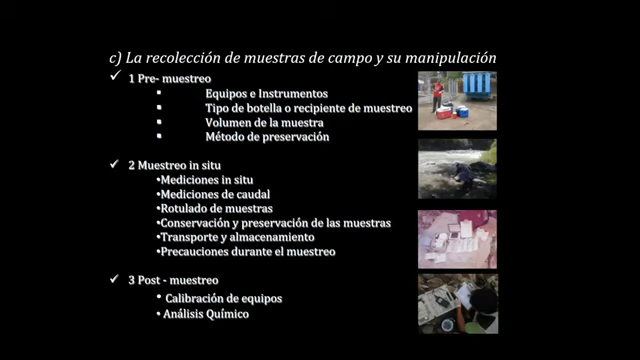 c) La recolección de muestras de campo y su manipulación
✓ 1 Pre- muestreo
▪ Equipos e Instrumentos
▪ Tipo de botella o recipiente de muestreo
▪ Volumen de la muestra
▪ Método de preservación
✓ 2 Muestreo in situ
•Mediciones in situ
•Mediciones de caudal
•Rotulado de muestras
•Conservación y preservación de las muestras
•Transporte y almacenamiento
•Precauciones durante el muestreo
✓ 3 Post - muestreo
• Calibración de equipos
• Análisis Químico